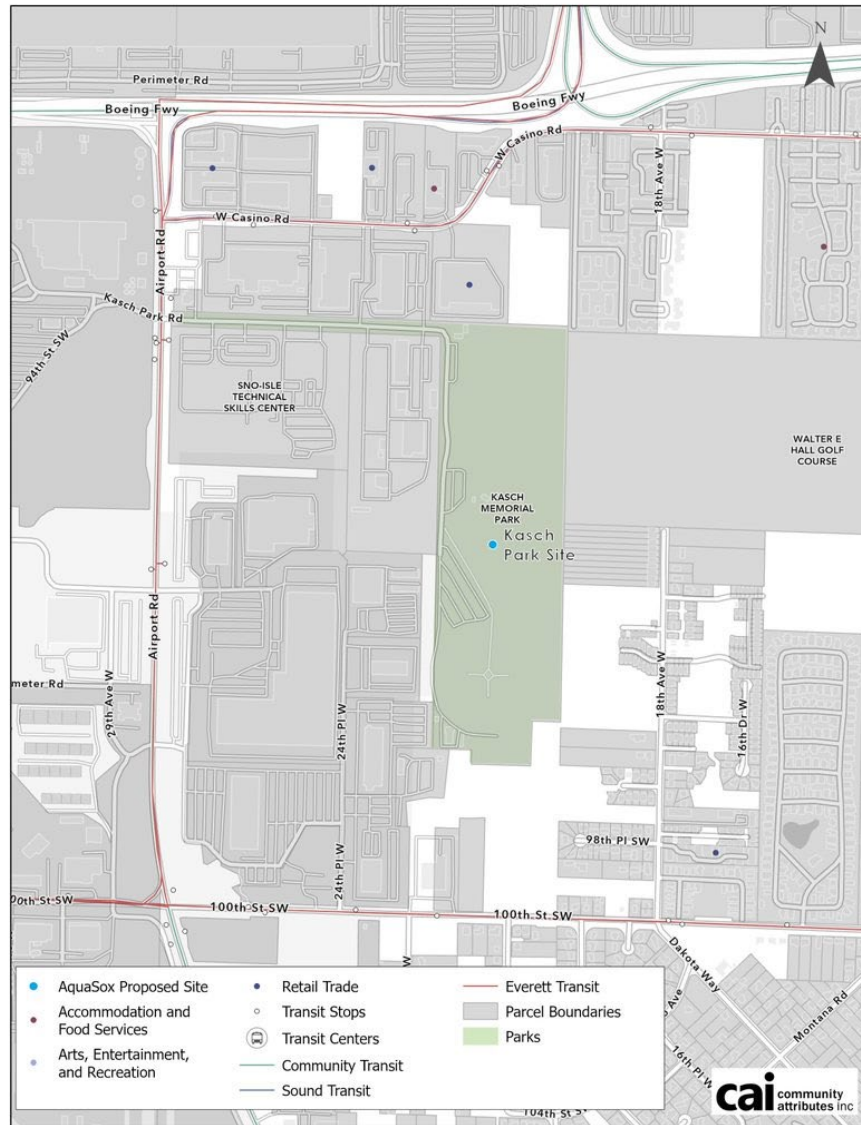 N
Perimeter Rd
Boeing Fwy
Boeing Fwy
W Casino Rd
18th Ave W
W Casino Rd
Airport Rd
Kasch Park Rd
94th St SW
SNO-ISLE
TECHNICAL
SKILLS CENTER
WALTER E
HALL GOLF
COURSE
KASCH
MEMORIAL
PARK
Kasch
Park Site
Airport Rd
meter Rd
29th Ave W
24th Pl W
18th Ave W
16th Dr W
98th Pl SW
24th Pl W
00th St SW
100th St SW
100th St SW
W
Dakota Way
Ave
Montana Rd
16th Pl W
104th St S
AquaSox Proposed Site
Accommodation and
Food Services
Arts, Entertainment,
and Recreation
Retail Trade
Transit Stops
Transit Centers
Community Transit
Sound Transit
Everett Transit
Parcel Boundaries
Parks
cai community
attributes inc